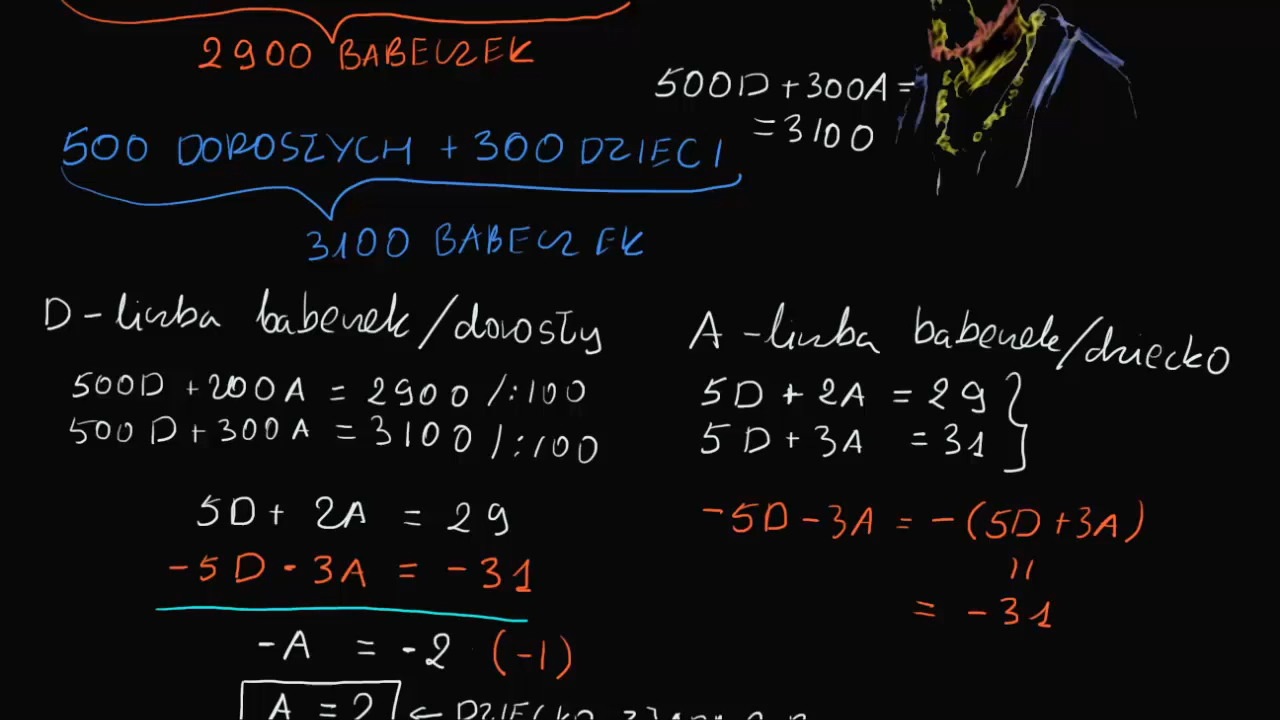 2900 BABECZEK
500D + 300A =
= 3100
500 DOROSZYCH + 300 DZIECI
3100 BABECZEK
D - liczba babeczek/dorosły
A - liczba babeczek/dziecko
500D + 200A = 2900 /:100
500D + 300A = 3100 /:100
5D + 2A = 29
5D + 3A = 31
5D + 2A = 29
-5D - 3A = -31
-5D - 3A = -(5D + 3A)
=
= -31
-A = -2 (-1)
A = 2 ← DZIECKO